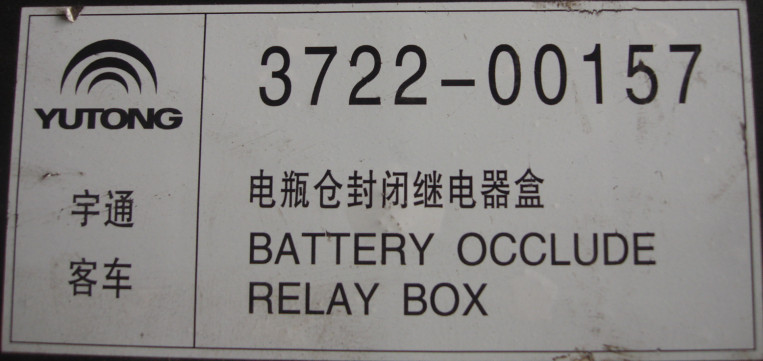 YUTONG
宇通
客车
3722-00157
电瓶仓封闭继电器盒
BATTERY OCCLUDE
RELAY BOX